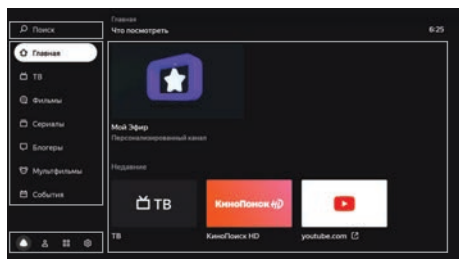 Поиск
Главная
ТВ
Фильмы
Сериалы
Блогеры
Мультфильмы
События
Главная
Что посмотреть
6:25
Мой Эфир
Персонализированный канал
Недавние
ТВ
КиноПоиск HD
ТВ
КиноПоиск HD
youtube.com